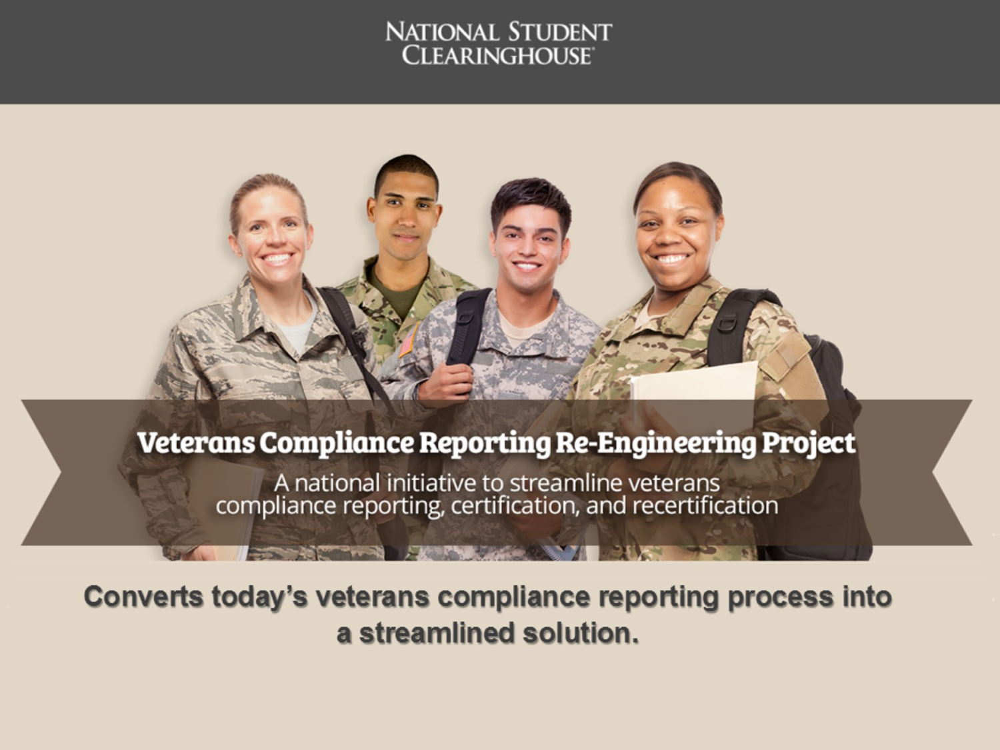 NATIONAL STUDENT
CLEARINGHOUSE®
Veterans Compliance Reporting Re-Engineering Project
A national initiative to streamline veterans
compliance reporting, certification, and recertification
Converts today’s veterans compliance reporting process into
a streamlined solution.